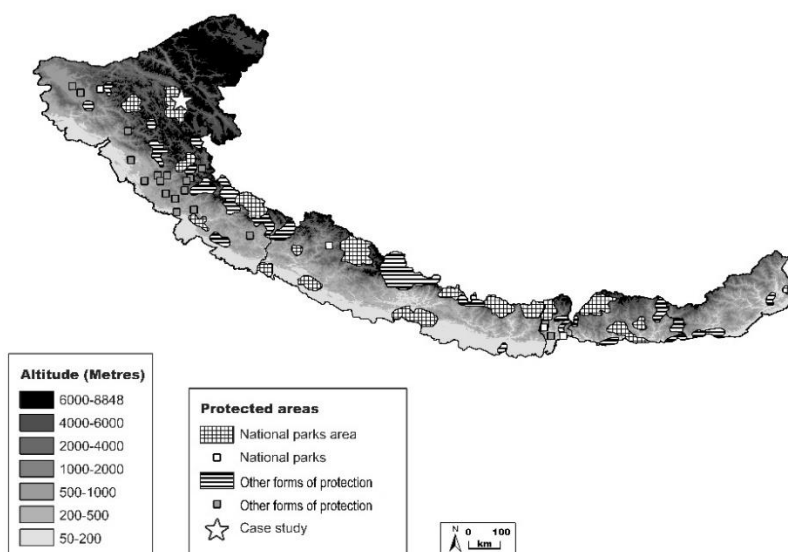 Altitude (Metres)
6000-8848
4000-6000
2000-4000
1000-2000
500-1000
200-500
50-200
Protected areas
National parks area
National parks
Other forms of protection
Other forms of protection
Case study
N 0 100
km